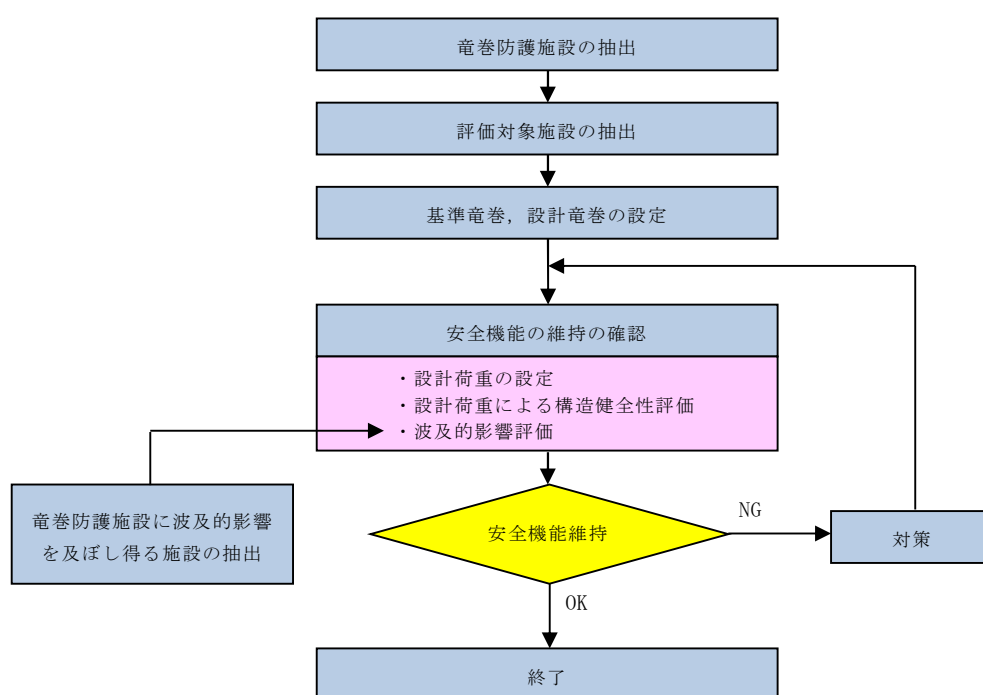 竜巻防護施設の抽出
評価対象施設の抽出
基準竜巻，設計竜巻の設定
安全機能の維持の確認
・設計荷重の設定
・設計荷重による構造健全性評価
・波及的影響評価
竜巻防護施設に波及的影響
を及ぼし得る施設の抽出
安全機能維持
NG
対策
OK
終了